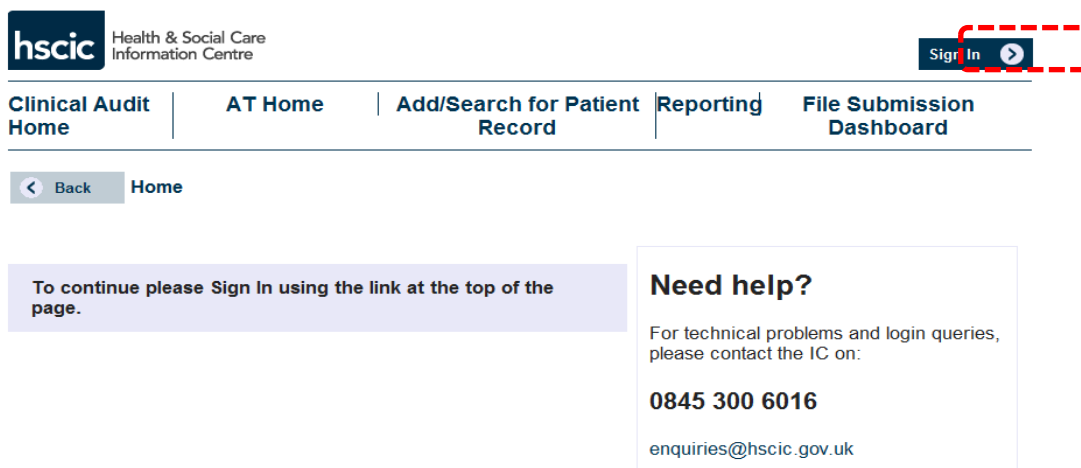 hscic Health & Social Care
Information Centre
Sign In
Clinical Audit
Home
AT Home
Add/Search for Patient
Record
Reporting
File Submission
Dashboard
Back
Home
To continue please Sign In using the link at the top of the
page.
Need help?
For technical problems and login queries,
please contact the IC on:
0845 300 6016
enquiries@hscic.gov.uk